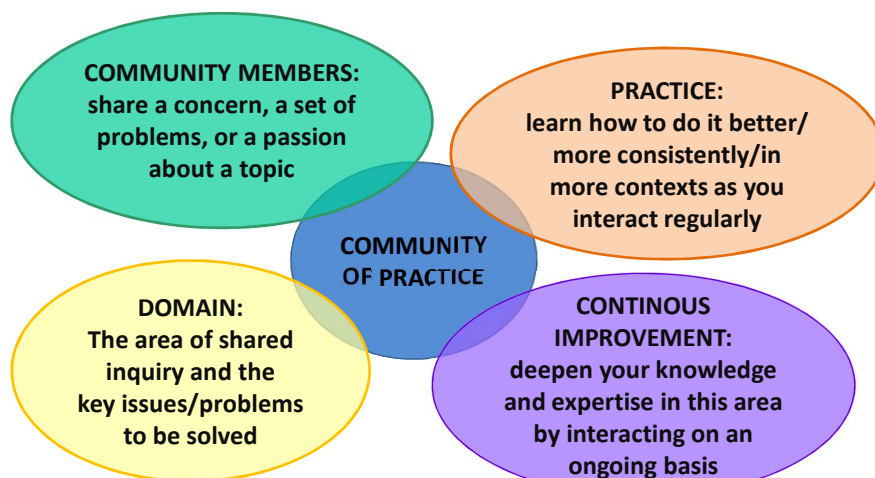 COMMUNITY MEMBERS:
share a concern, a set of
problems, or a passion
about a topic
PRACTICE:
learn how to do it better/
more consistently/in
more contexts as you
interact regularly
COMMUNITY
OF PRACTICE
DOMAIN:
The area of shared
inquiry and the
key issues/problems
to be solved
CONTINOUS
IMPROVEMENT:
deepen your knowledge
and expertise in this area
by interacting on an
ongoing basis